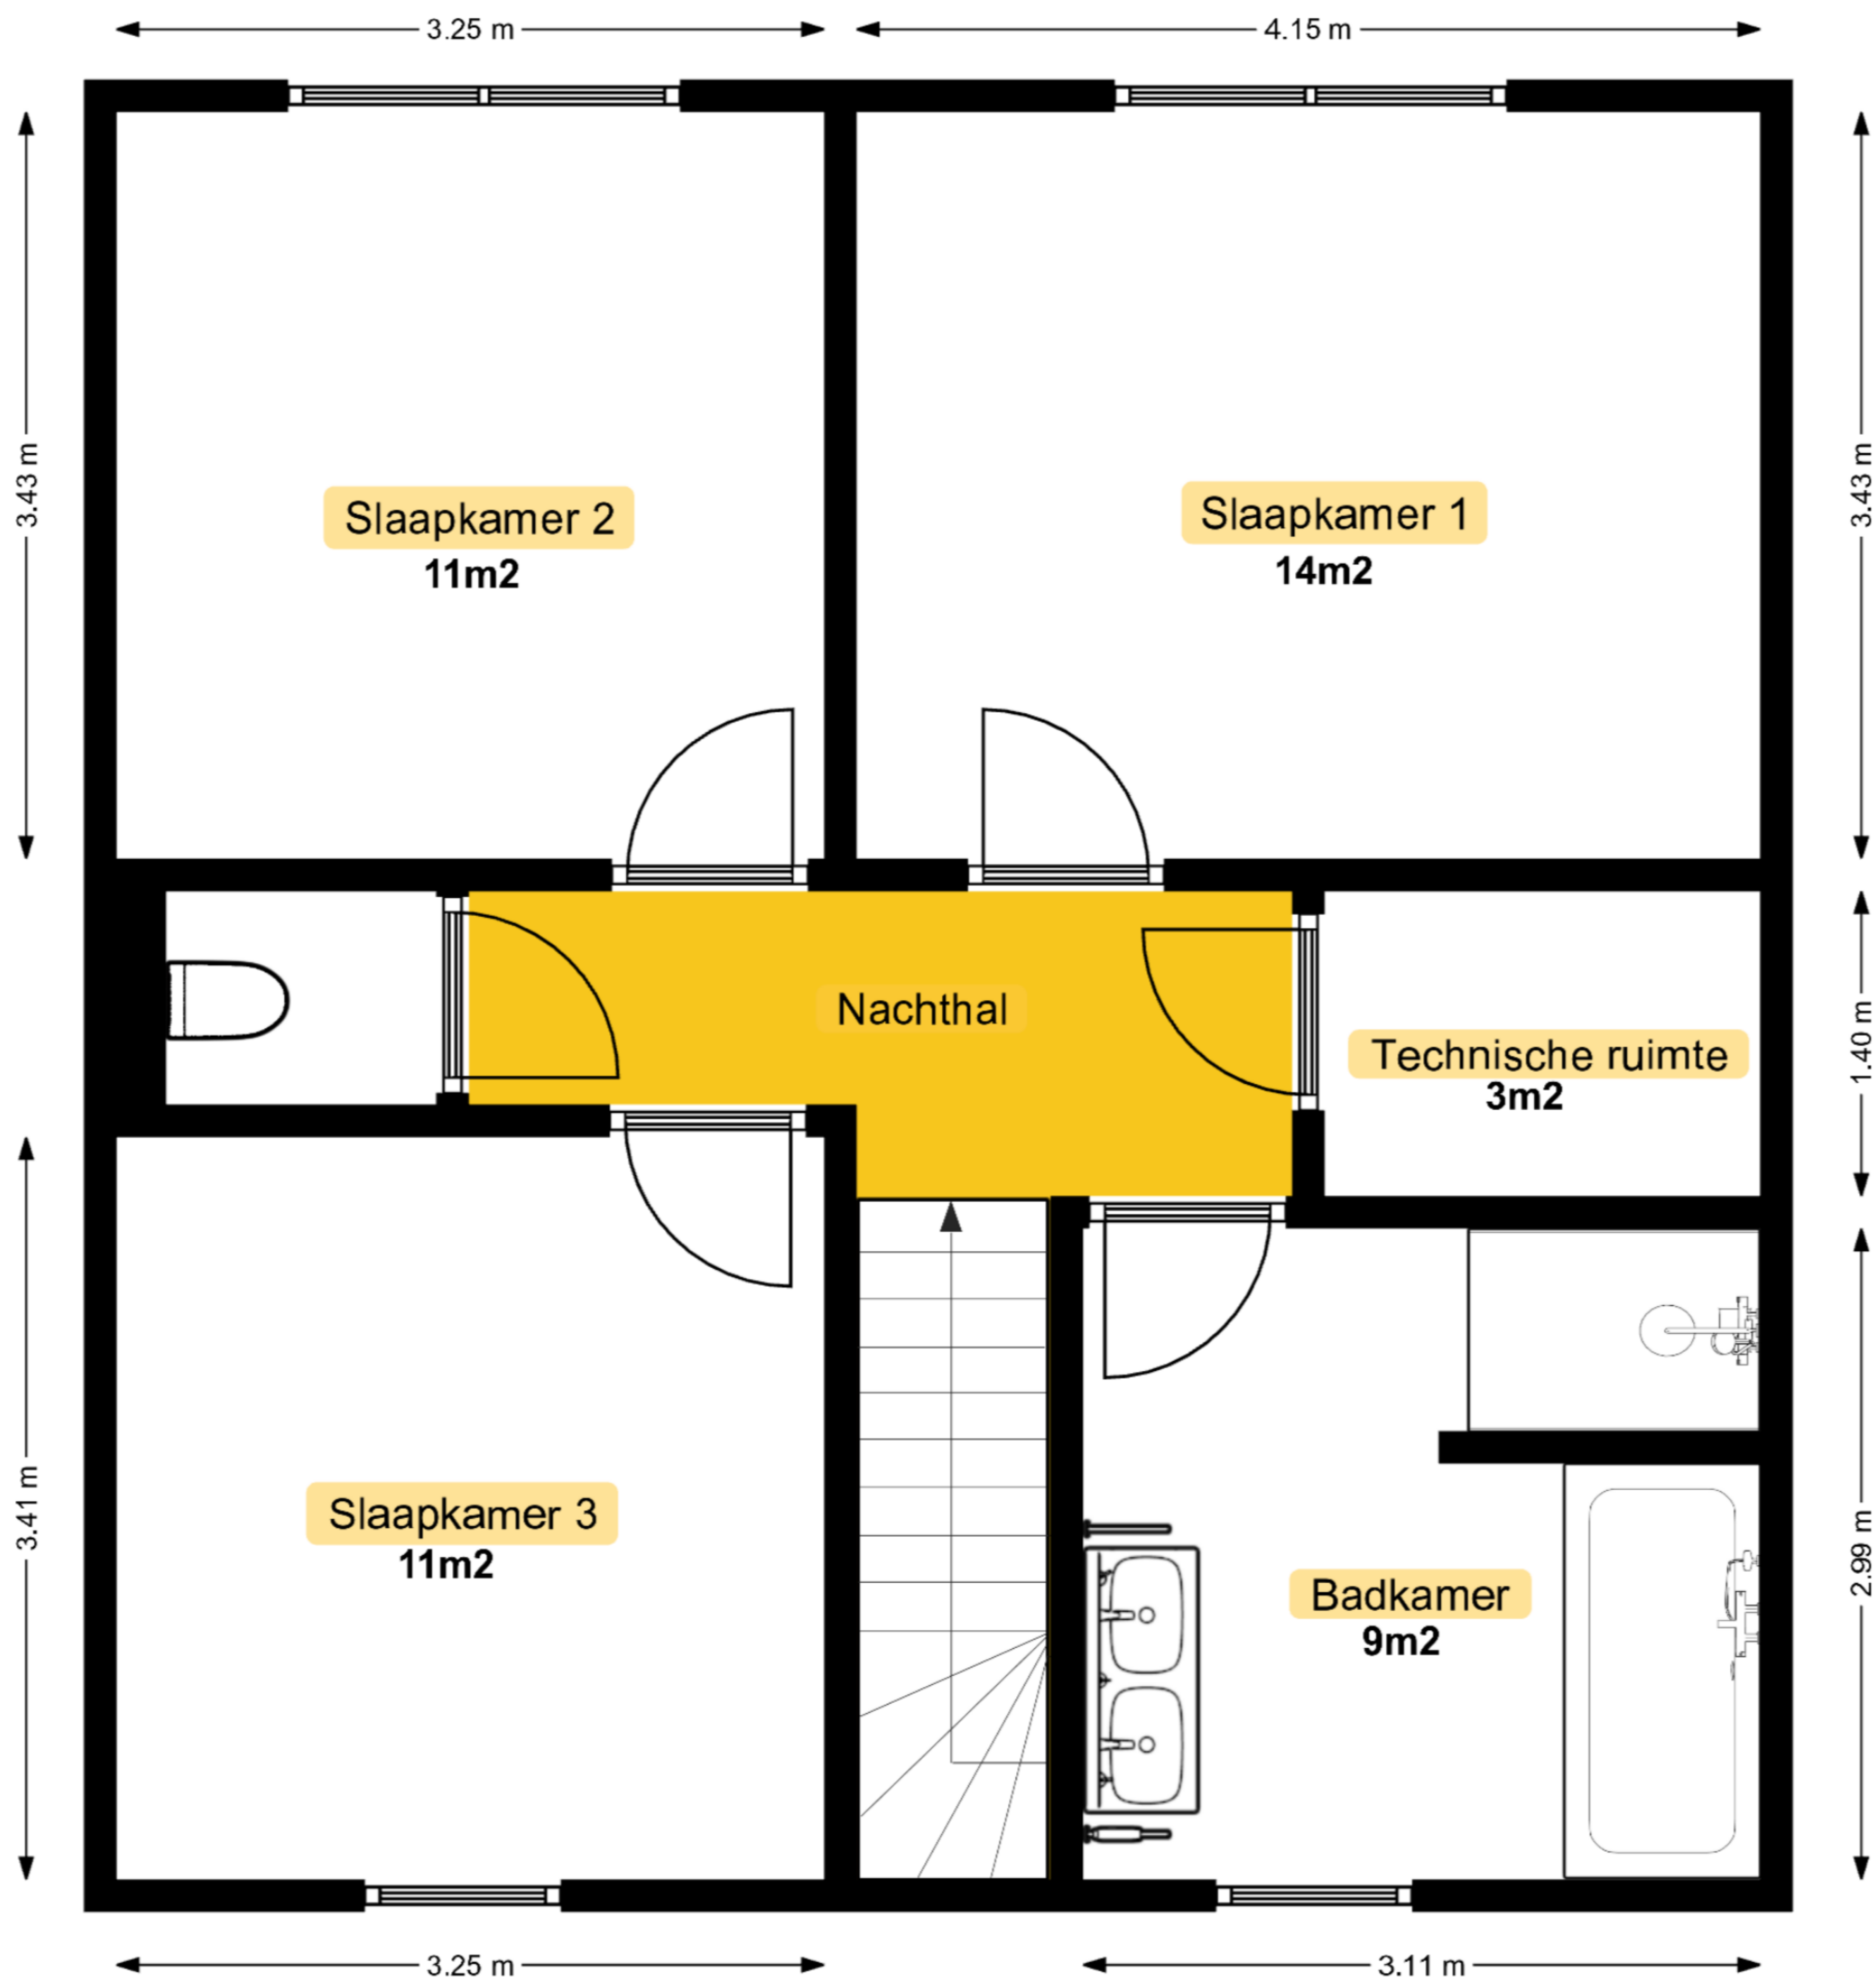 3.25 m
4.15 m
3.43 m
3.43 m
Slaapkamer 2
11m2
Slaapkamer 1
14m2
Nachthal
1.40 m
Technische ruimte
3m2
3.41 m
Slaapkamer 3
11m2
2.99 m
Badkamer
9m2
3.25 m
3.11 m